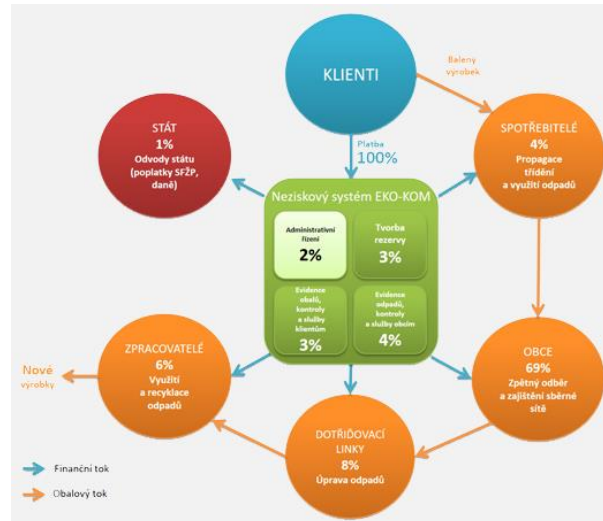 KLIENTI
Balený
výrobek
STÁT
1%
Odvody státu
(poplatky SFŽP,
daně)
Platba
100%
SPOTŘEBITELÉ
4%
Propagace
třídění
a využití odpadů
Neziskový systém EKO-KOM
Administrativní
řízení
2%
Tvorba
rezervy
3%
Evidence
obalů,
kontroly
a služby klientům
3%
Evidence
odpadů,
kontroly
a služby obcím
4%
ZPRACOVATELÉ
6%
Využití
a recyklace
odpadů
Nové
výrobky
OBCE
69%
Zpětný odběr
a zajištění sběrné
sítě
DOTŘIĎOVACÍ
LINKY
8%
Úprava odpadů
Finanční tok
Obalový tok